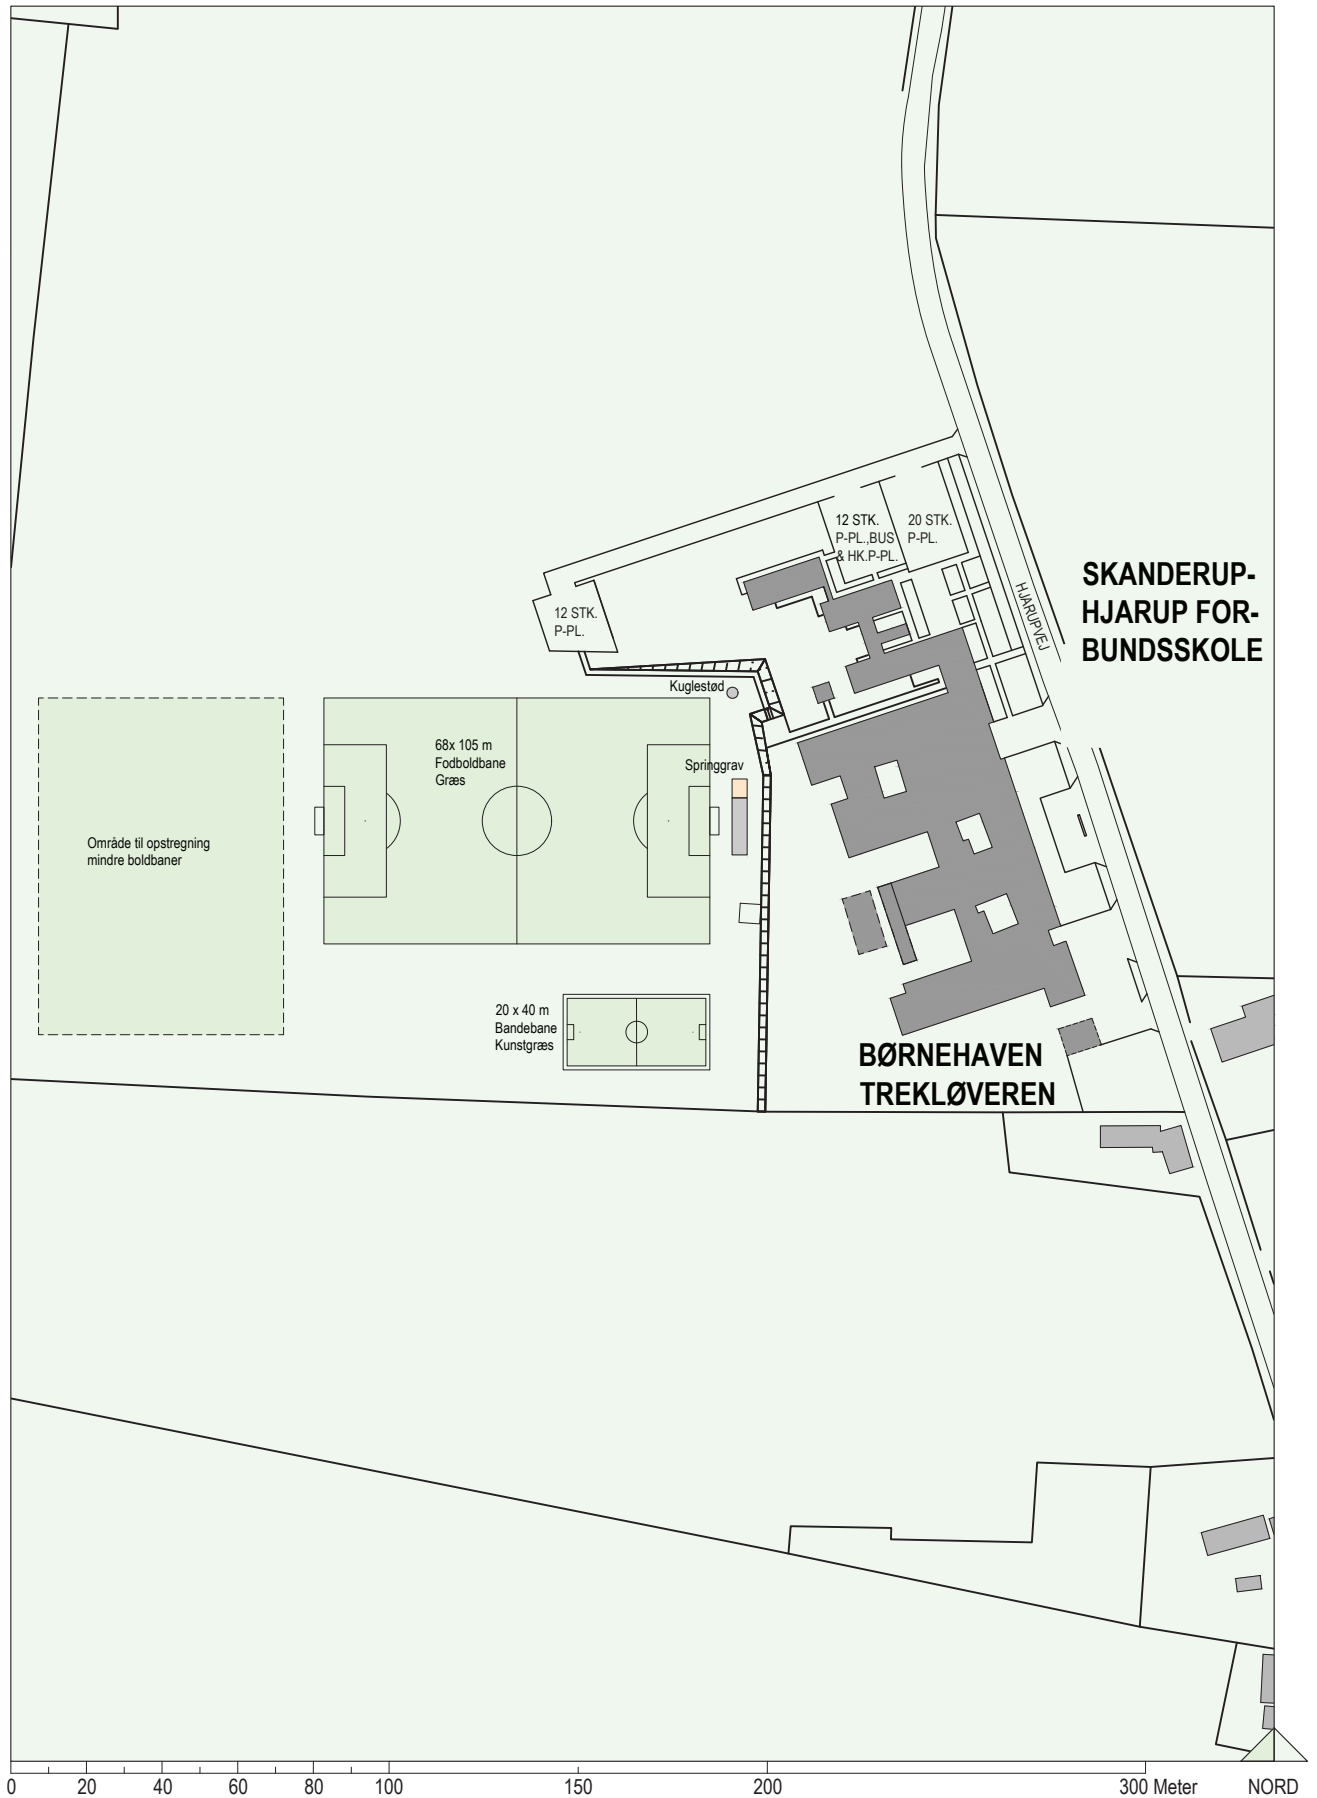 12 STK.
P-PL.,BUS
& HK.P-PL.
20 STK.
P-PL.
SKANDERUP-
HJARUP FOR-
BUNDSSKOLE
HJARUPVEJ
12 STK.
P-PL.
Kuglestød
68x 105 m
Fodboldbane
Græs
Springgrav
Område til opstregning
mindre boldbaner
20 x 40 m
Bandebane
Kunstgræs
BØRNEHAVEN
TREKLØVEREN
0 20 40 60 80 100 150 200 300 Meter NORD